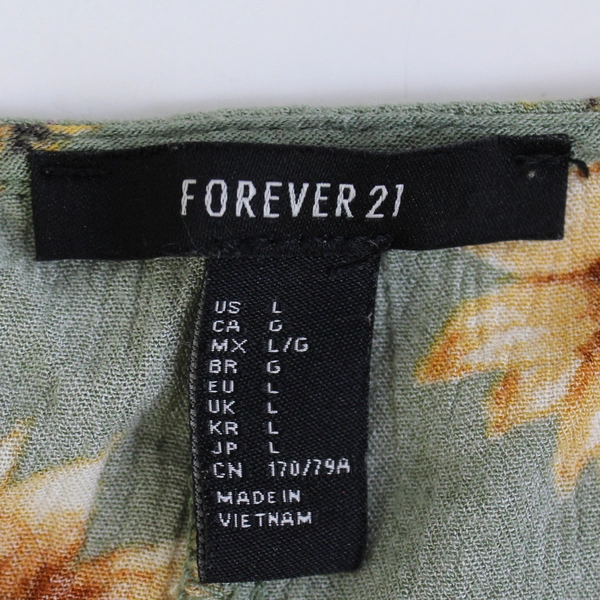 FOREVER 21
US L
CA G
MX L/G
BR G
EU L
UK L
KR L
JP L
CN 170/79A
MADE IN
VIETNAM